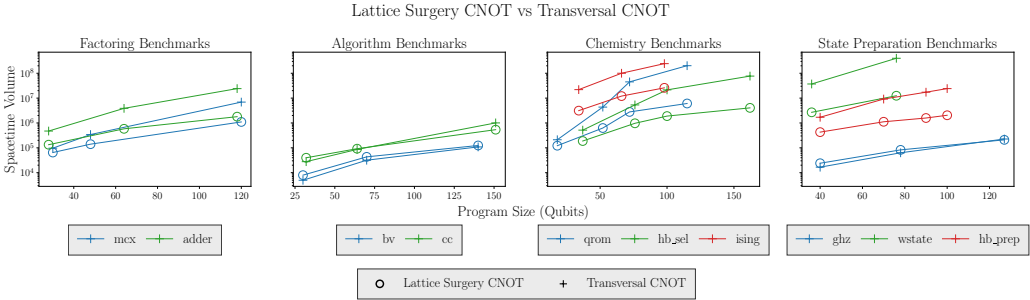 Lattice Surgery CNOT vs Transversal CNOT
Factoring Benchmarks
Algorithm Benchmarks
Chemistry Benchmarks
State Preparation Benchmarks
Spacetime Volume
10^8
10^7
10^6
10^5
10^4
40 60 80 100 120
25 50 75 100 125 150
50 100 150
40 60 80 100 120
Program Size (Qubits)
mcx adder
bv cc
qrom hb_sel ising
ghz wstate hb_prep
Lattice Surgery CNOT Transversal CNOT